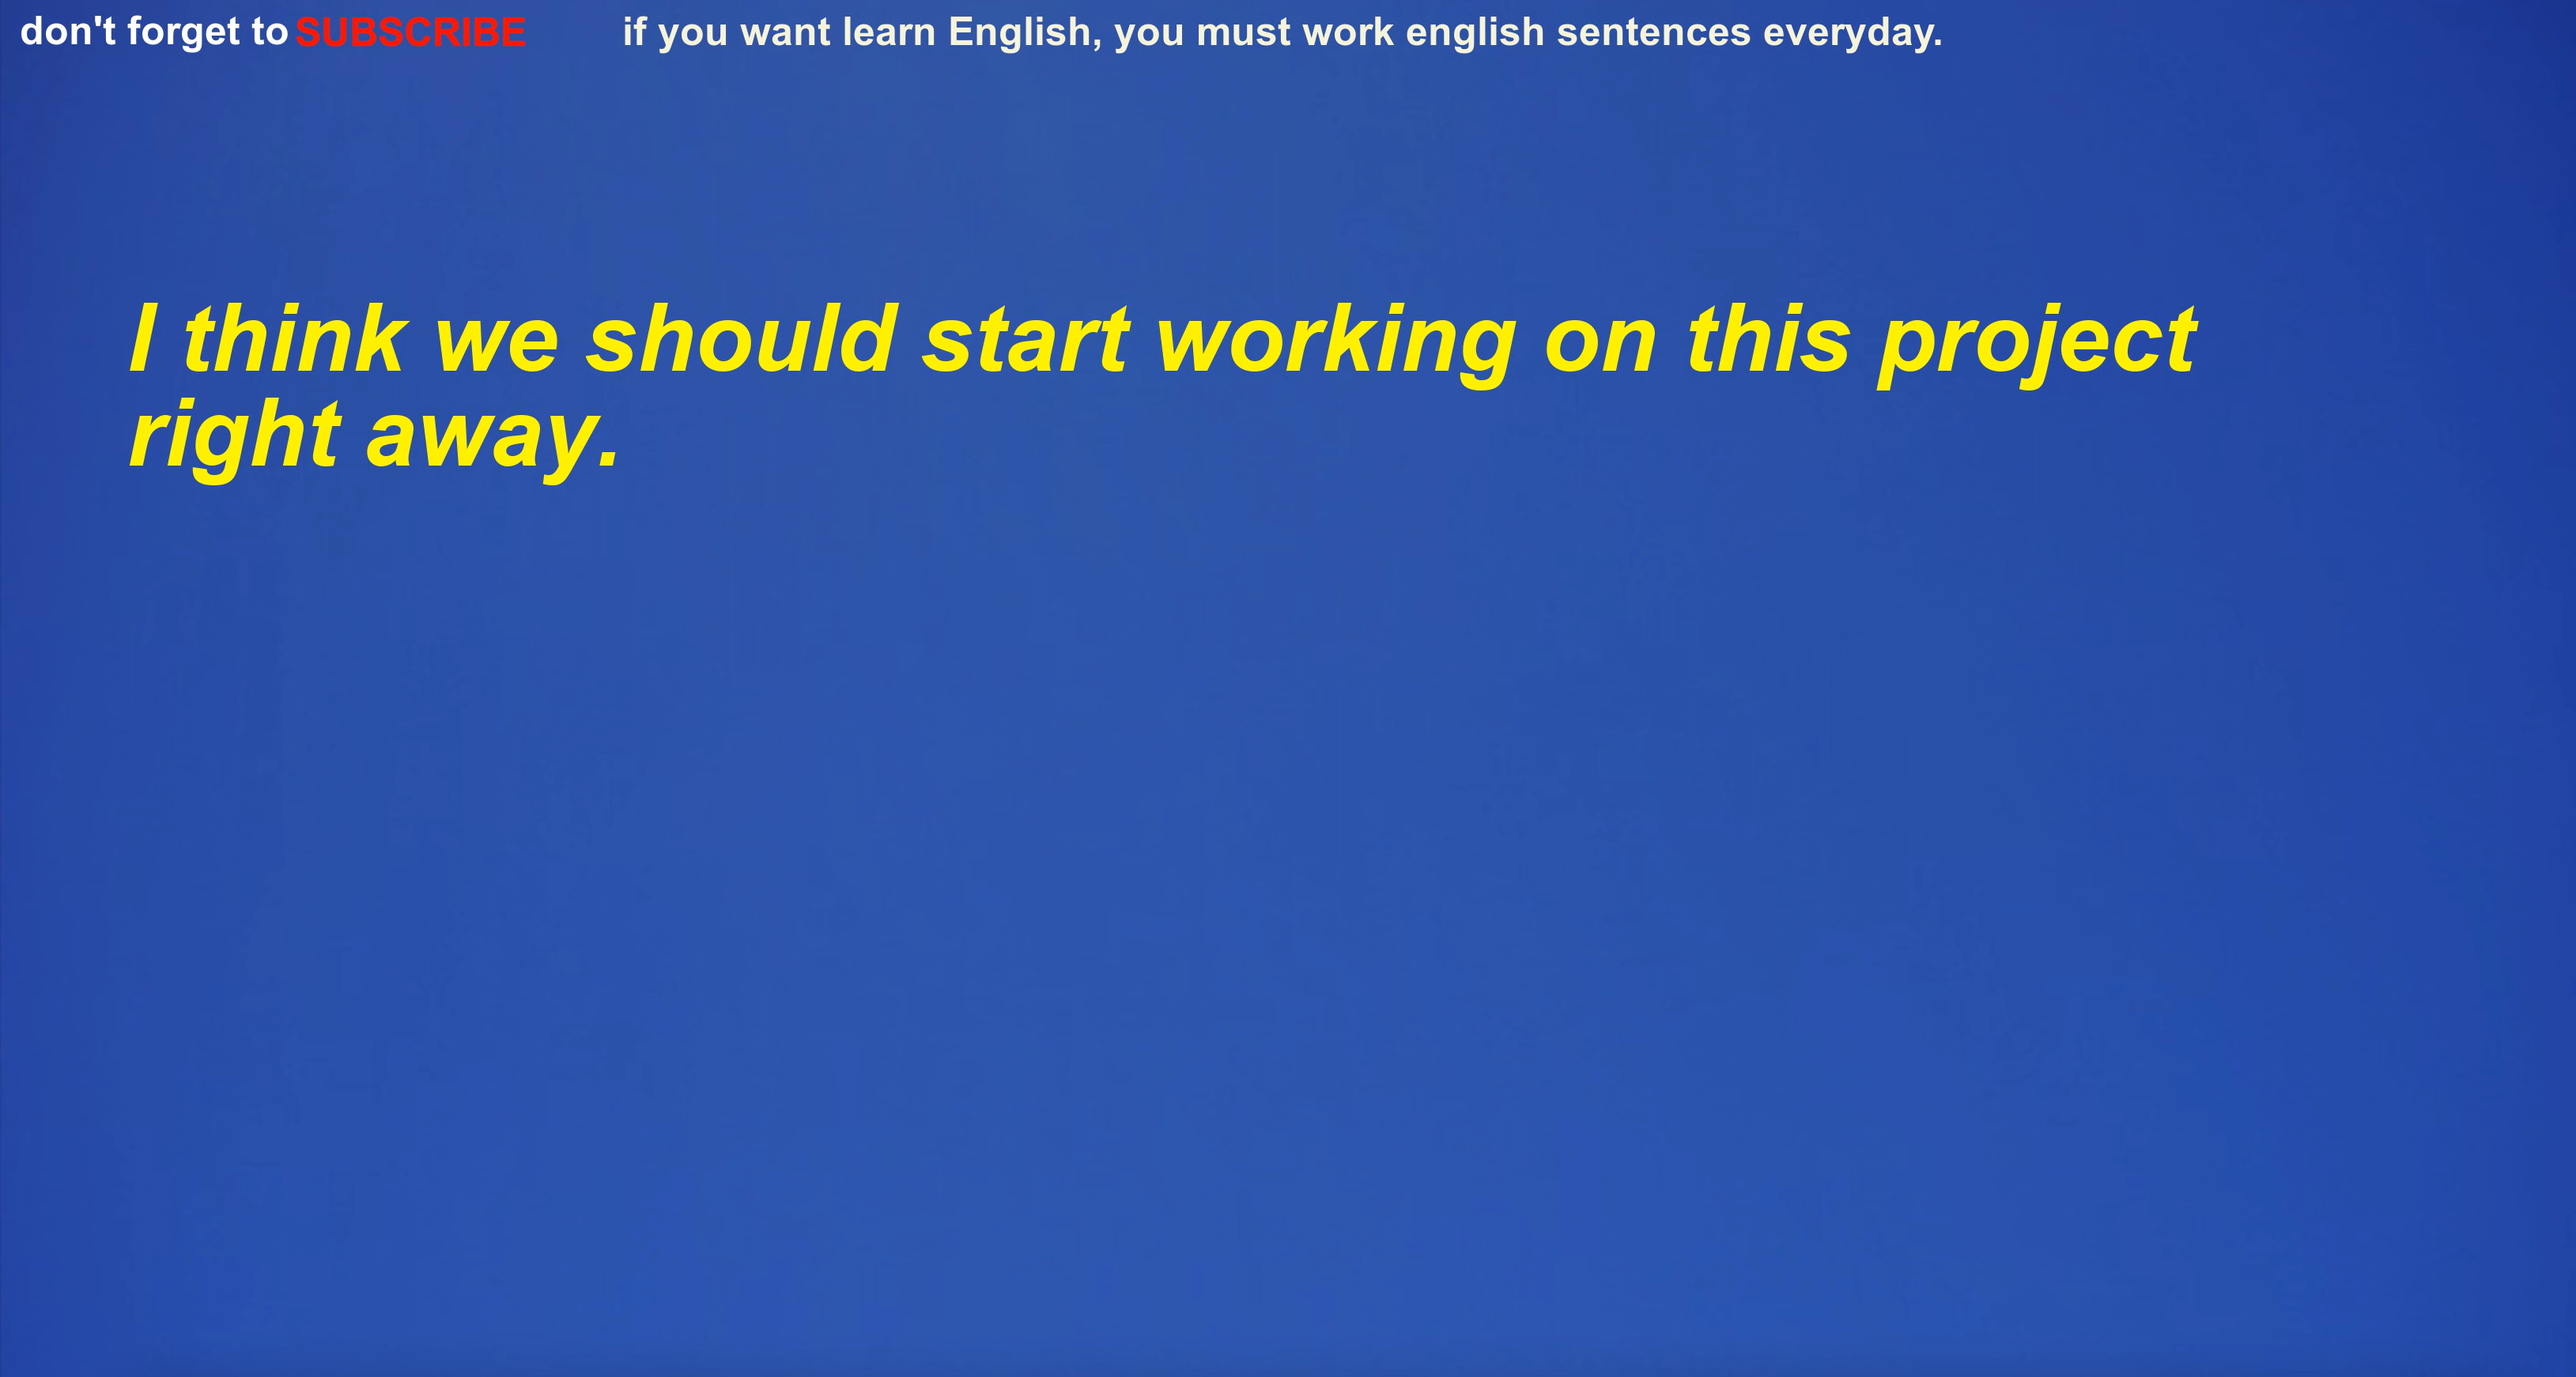 don't forget to SUBSCRIBE if you want learn English, you must work english sentences everyday.
I think we should start working on this project
right away.